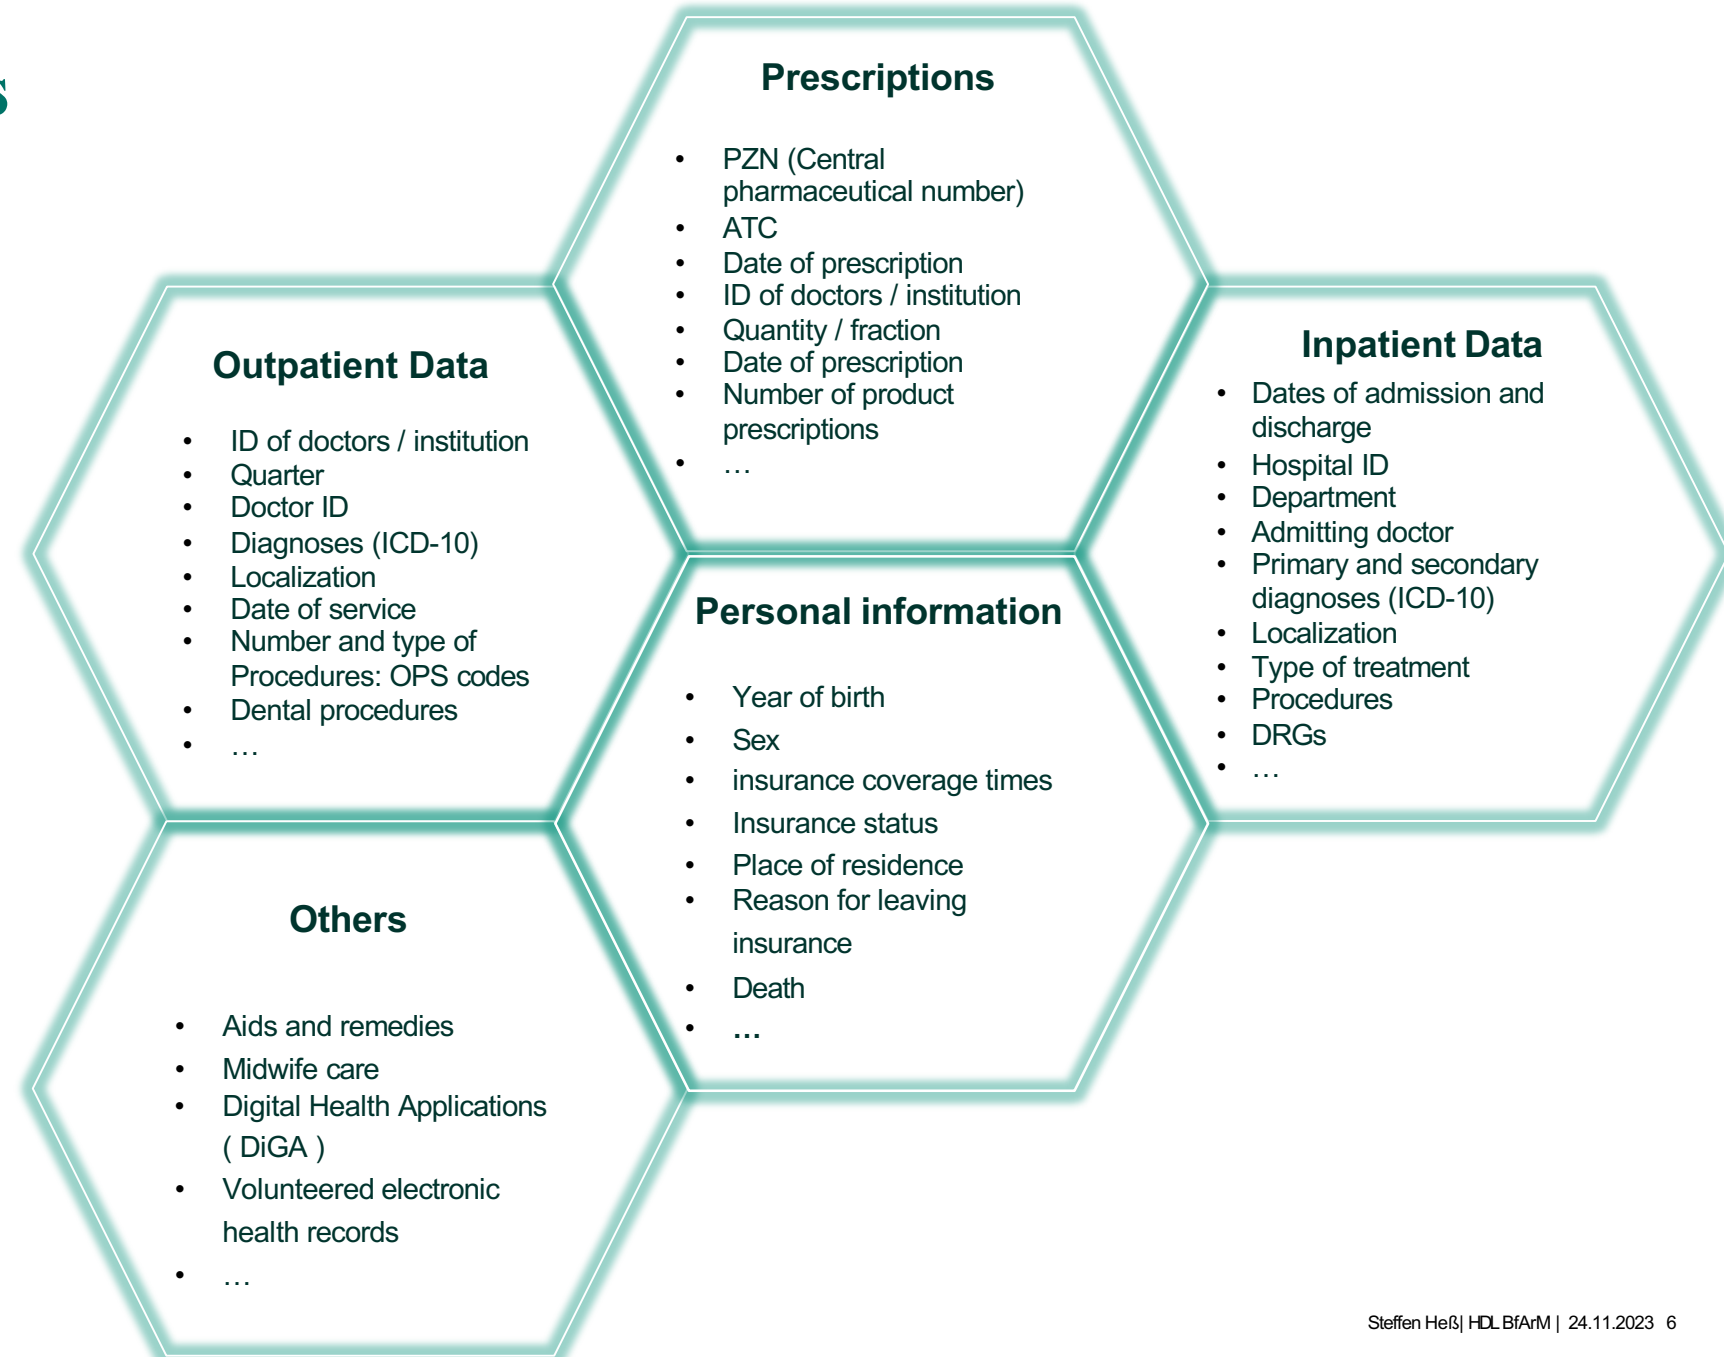 s
Prescriptions
• PZN (Central
pharmaceutical number)
• ATC
• Date of prescription
• ID of doctors / institution
• Quantity / fraction
• Date of prescription
• Number of product
prescriptions
• …
Outpatient Data
• ID of doctors / institution
• Quarter
• Doctor ID
• Diagnoses (ICD-10)
• Localization
• Date of service
• Number and type of
Procedures: OPS codes
• Dental procedures
• …
Inpatient Data
• Dates of admission and
discharge
• Hospital ID
• Department
• Admitting doctor
• Primary and secondary
diagnoses (ICD-10)
• Localization
• Type of treatment
• Procedures
• DRGs
• …
Personal information
• Year of birth
• Sex
• insurance coverage times
• Insurance status
• Place of residence
• Reason for leaving
insurance
• Death
• …
Others
• Aids and remedies
• Midwife care
• Digital Health Applications
( DiGA )
• Volunteered electronic
health records
• …
Steffen Heß| HDL BfArM | 24.11.2023 6